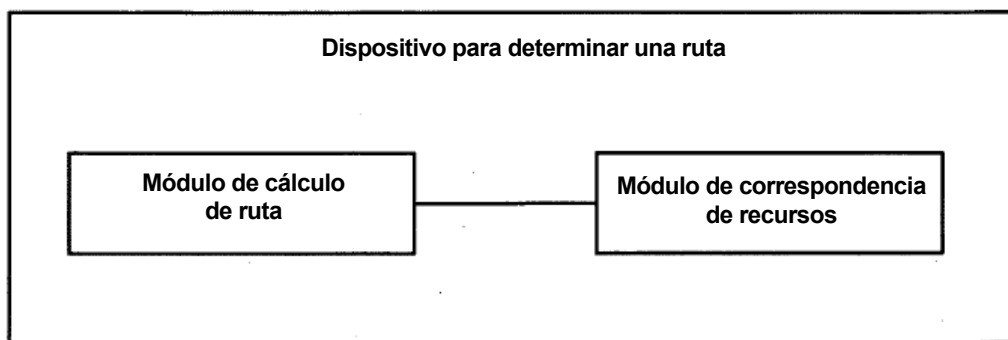 Dispositivo para determinar una ruta
Módulo de cálculo
de ruta
Módulo de correspondencia
de recursos